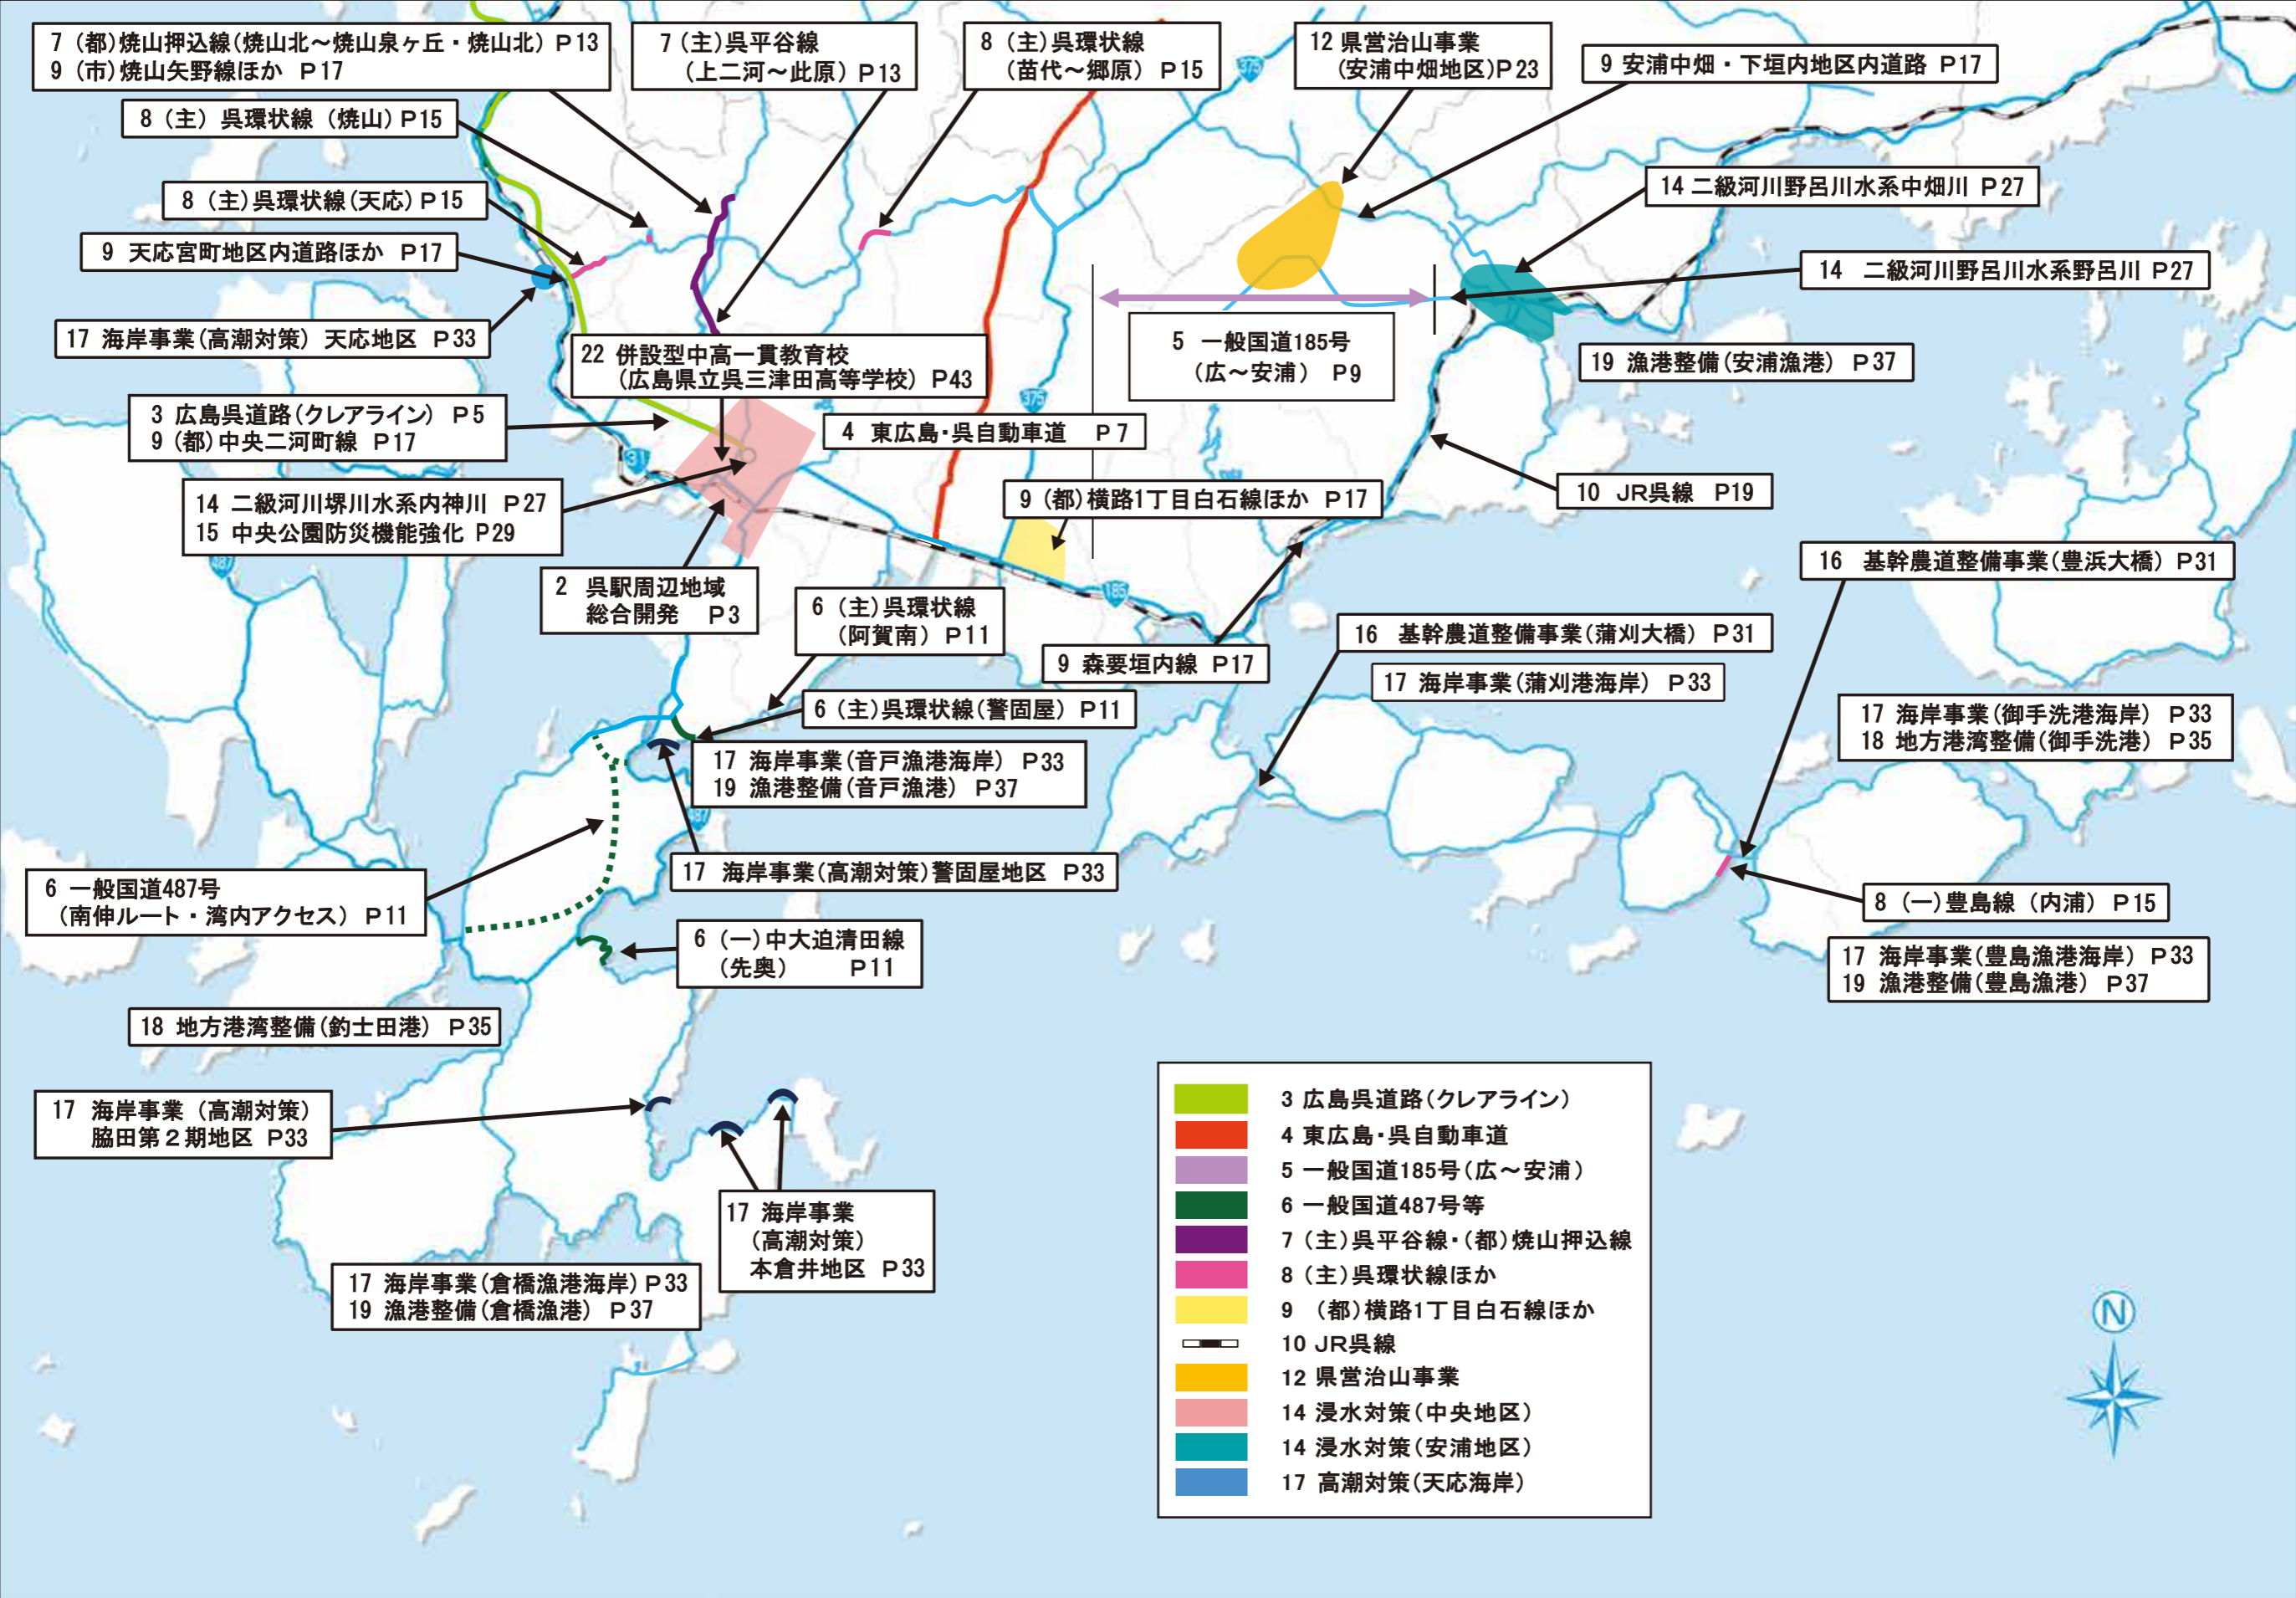 7 (都)焼山押込線(焼山北～焼山泉ヶ丘・焼山北) P13
9 (市)焼山矢野線ほか P17
7 (主)呉平谷線
(上二河～此原) P13
8 (主)呉環状線
(苗代～郷原) P15
12 県営治山事業
(安浦中畑地区) P23
9 安浦中畑・下垣内地区内道路 P17
8 (主) 呉環状線 (焼山) P15
14 二級河川野呂川水系中畑川 P27
8 (主)呉環状線(天応) P15
9 天応宮町地区内道路ほか P17
14 二級河川野呂川水系野呂川 P27
17 海岸事業(高潮対策) 天応地区 P33
22 併設型中高一貫教育校
(広島県立呉三津田高等学校) P43
5 一般国道185号
(広～安浦) P9
19 漁港整備(安浦漁港) P37
3 広島呉道路(クレアライン) P5
9 (都)中央二河町線 P17
4 東広島・呉自動車道 P7
375
375
31
14 二級河川堺川水系内神川 P27
15 中央公園防災機能強化 P29
9 (都)横路1丁目白石線ほか P17
10 JR呉線 P19
487
185
2 呉駅周辺地域
総合開発 P3
6 (主)呉環状線
(阿賀南) P11
16 基幹農道整備事業(豊浜大橋) P31
16 基幹農道整備事業(蒲刈大橋) P31
9 森要垣内線 P17
17 海岸事業(蒲刈港海岸) P33
6 (主)呉環状線(警固屋) P11
17 海岸事業(御手洗港海岸) P33
18 地方港湾整備(御手洗港) P35
17 海岸事業(音戸漁港海岸) P33
19 漁港整備(音戸漁港) P37
487
17 海岸事業(高潮対策)警固屋地区 P33
6 一般国道487号
(南伸ルート・湾内アクセス) P11
8 (一)豊島線 (内浦) P15
6 (一)中大迫清田線
(先奥) P11
17 海岸事業(豊島漁港海岸) P33
19 漁港整備(豊島漁港) P37
18 地方港湾整備(釣士田港) P35
17 海岸事業 (高潮対策)
脇田第2期地区 P33
17 海岸事業
(高潮対策)
本倉井地区 P33
17 海岸事業(倉橋漁港海岸) P33
19 漁港整備(倉橋漁港) P37
3 広島呉道路(クレアライン)
4 東広島・呉自動車道
5 一般国道185号(広～安浦)
6 一般国道487号等
7 (主)呉平谷線・(都)焼山押込線
8 (主)呉環状線ほか
9 (都)横路1丁目白石線ほか
10 JR呉線
12 県営治山事業
14 浸水対策(中央地区)
14 浸水対策(安浦地区)
17 高潮対策(天応海岸)
N